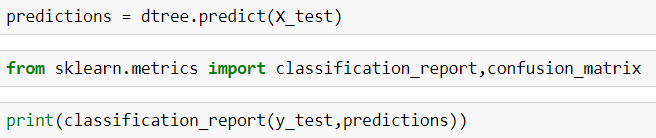 predictions = dtree.predict(X_test)
from sklearn.metrics import classification_report,confusion_matrix
print(classification_report(y_test,predictions))